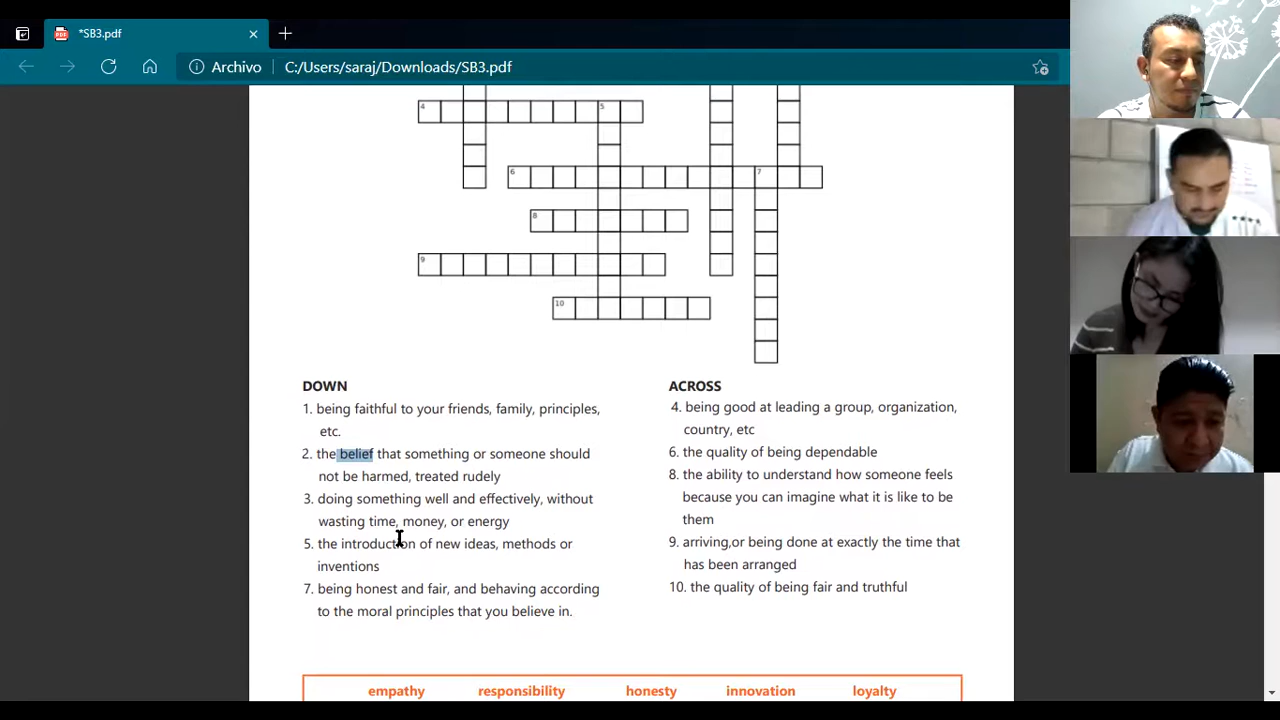 *SB3.pdf
Archivo
C:/Users/saraj/Downloads/SB3.pdf
4
5
6
7
8
9
10
DOWN
1. being faithful to your friends, family, principles,
etc.
2. the belief that something or someone should
not be harmed, treated rudely
3. doing something well and effectively, without
wasting time, money, or energy
5. the introduction of new ideas, methods or
inventions
7. being honest and fair, and behaving according
to the moral principles that you believe in.
ACROSS
4. being good at leading a group, organization,
country, etc
6. the quality of being dependable
8. the ability to understand how someone feels
because you can imagine what it is like to be
them
9. arriving,or being done at exactly the time that
has been arranged
10. the quality of being fair and truthful
empathy responsibility honesty innovation loyalty